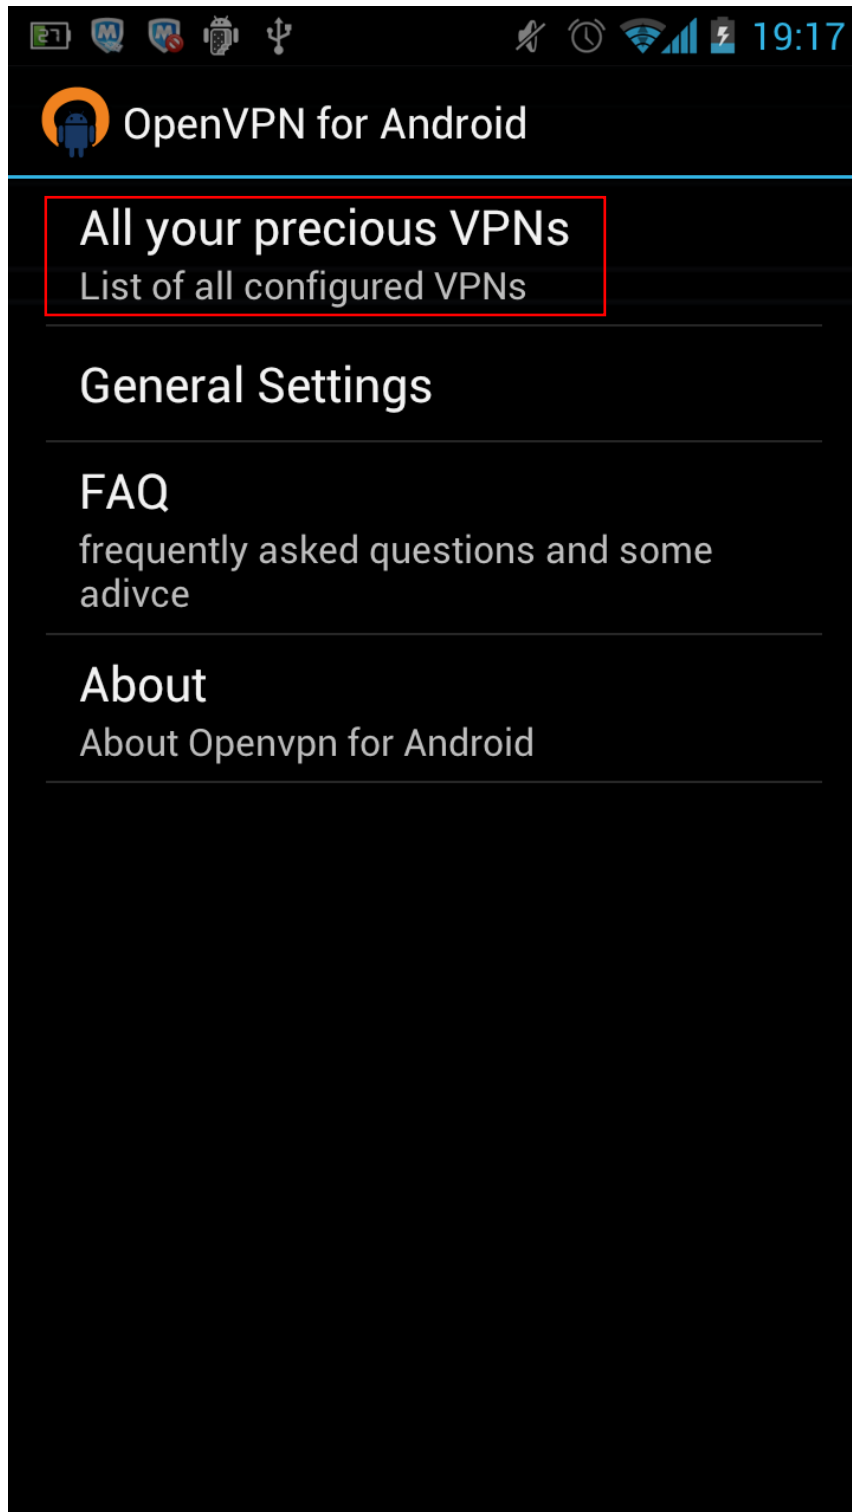 27
19:17
OpenVPN for Android
All your precious VPNs
List of all configured VPNs
General Settings
FAQ
frequently asked questions and some
adivce
About
About Openvpn for Android